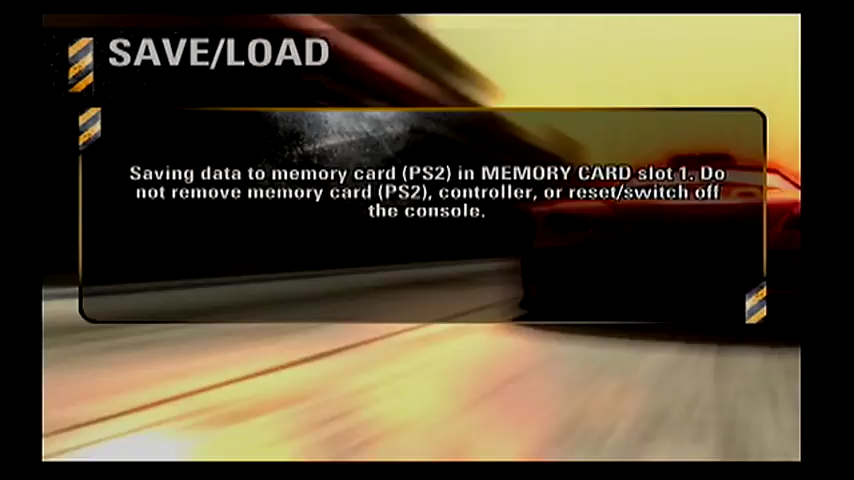 SAVE/LOAD
Saving data to memory card (PS2) in MEMORY CARD slot 1. Do
not remove memory card (PS2), controller, or reset/switch off
the console.